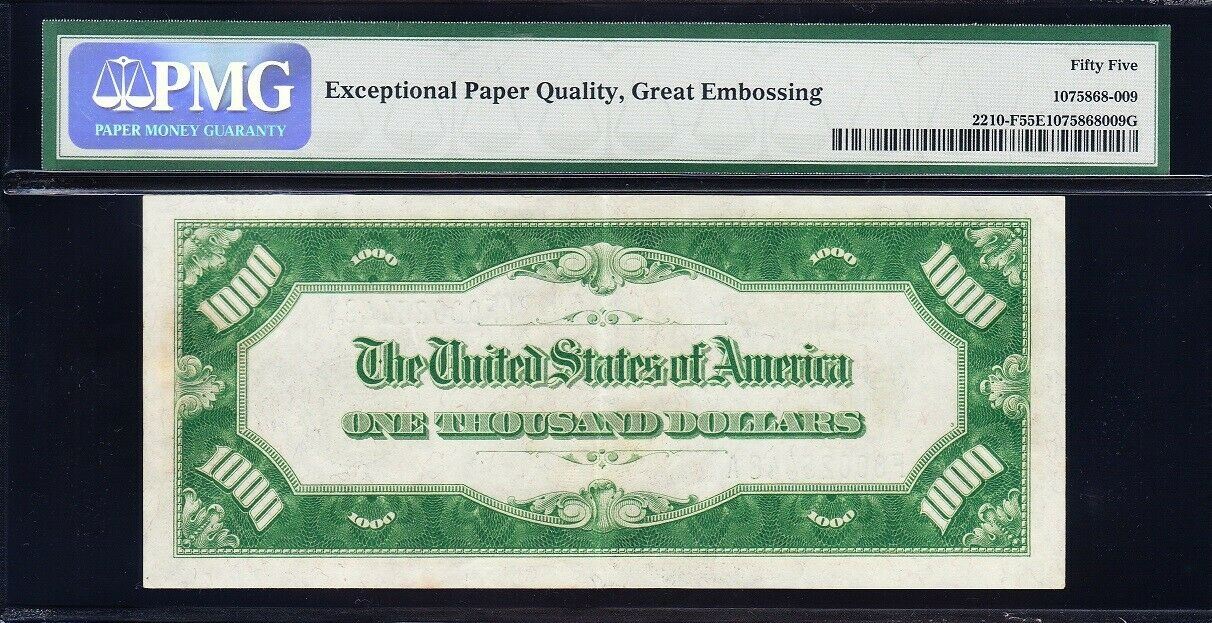 PMG
PAPER MONEY GUARANTY
Exceptional Paper Quality, Great Embossing
Fifty Five
1075868-009
2210-F55E1075868009G
1000 1000 1000 1000
The United States of America
ONE THOUSAND DOLLARS
1000 1000 1000 1000